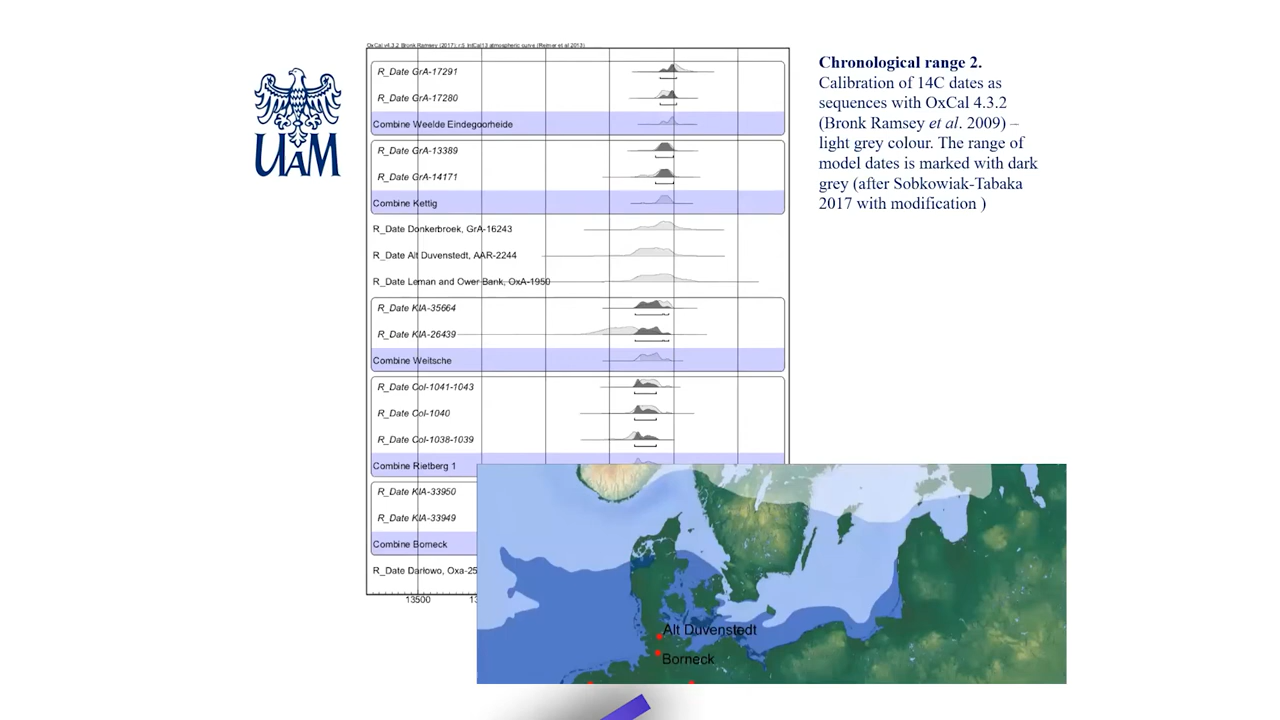 OxCal v4.3.2 Bronk Ramsey (2017); r:5 IntCal13 atmospheric curve (Reimer et al 2013)
R_Date GrA-17291
R_Date GrA-17280
Combine Weelde Eindegoorheide
R_Date GrA-13389
R_Date GrA-14171
Combine Kettig
R_Date Donkerbroek, GrA-16243
R_Date Alt Duvenstedt, AAR-2244
R_Date Leman and Ower Bank, OxA-1950
R_Date KIA-35664
R_Date KIA-26439
Combine Weitsche
R_Date Col-1041-1043
R_Date Col-1040
R_Date Col-1038-1039
Combine Rietberg 1
R_Date KIA-33950
R_Date KIA-33949
Combine Borneck
R_Date Darłowo, Oxa-25
13500
UAM
Chronological range 2.
Calibration of 14C dates as
sequences with OxCal 4.3.2
(Bronk Ramsey et al. 2009) –
light grey colour. The range of
model dates is marked with dark
grey (after Sobkowiak-Tabaka
2017 with modification )
Alt Duvenstedt
Borneck